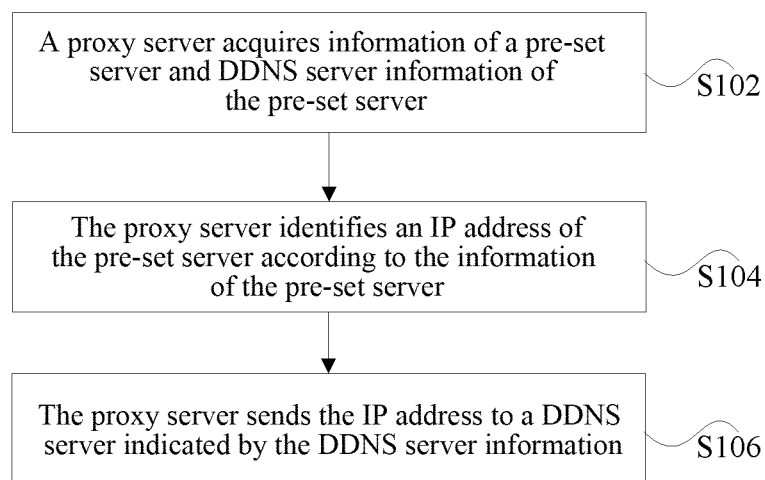 A proxy server acquires information of a pre-set
server and DDNS server information of
the pre-set server
S102
The proxy server identifies an IP address of
the pre-set server according to the information
of the pre-set server
S104
The proxy server sends the IP address to a DDNS
server indicated by the DDNS server information
S106